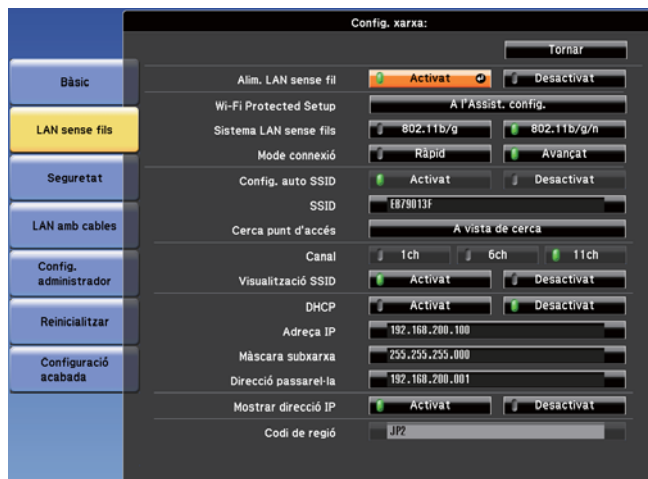 Config. xarxa:
Tornar
Bàsic
LAN sense fils
Seguretat
LAN amb cables
Config.
administrador
Reinicialitzar
Configuració
acabada
Alim. LAN sense fil Activat Desactivat
Wi-Fi Protected Setup A l'Assist. config.
Sistema LAN sense fils 802.11b/g 802.11b/g/n
Mode connexió Ràpid Avançat
Config. auto SSID Activat Desactivat
SSID EB79013F
Cerca punt d'accés A vista de cerca
Canal 1ch 6ch 11ch
Visualització SSID Activat Desactivat
DHCP Activat Desactivat
Adreça IP 192.168.200.100
Màscara subxarxa 255.255.255.000
Direcció passarel·la 192.168.200.001
Mostrar direcció IP Activat Desactivat
Codi de regió JP2